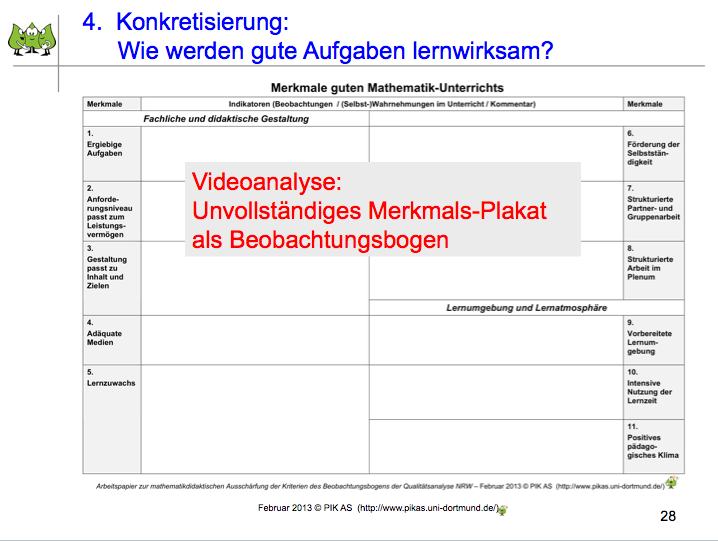 4. Konkretisierung:
Wie werden gute Aufgaben lernwirksam?
Merkmale guten Mathematik-Unterrichts
Merkmale
Indikatoren (Beobachtungen / (Selbst-)Wahrnehmungen im Unterricht / Kommentar)
Merkmale
Fachliche und didaktische Gestaltung
1.
Ergiebige
Aufgaben
6.
Förderung der
Selbststän-
digkeit
Videoanalyse:
Unvollständiges Merkmals-Plakat
als Beobachtungsbogen
2.
Anforde-
rungsniveau
passt zum
Leistungs-
vermögen
7.
Strukturierte
Partner- und
Gruppenarbeit
3.
Gestaltung
passt zu
Inhalt und
Zielen
8.
Strukturierte
Arbeit im
Plenum
Lernumgebung und Lernatmosphäre
4.
Adäquate
Medien
9.
Vorbereitete
Lernum-
gebung
5.
Lernzuwachs
10.
Intensive
Nutzung der
Lernzeit
11.
Positives
pädago-
gisches Klima
Arbeitspapier zur mathematikdidaktischen Ausschärfung der Kriterien des Beobachtungsbogens der Qualitätsanalyse NRW – Februar 2013 © PIK AS (http://www.pikas.uni-dortmund.de/)
Februar 2013 © PIK AS (http://www.pikas.uni-dortmund.de/)
28